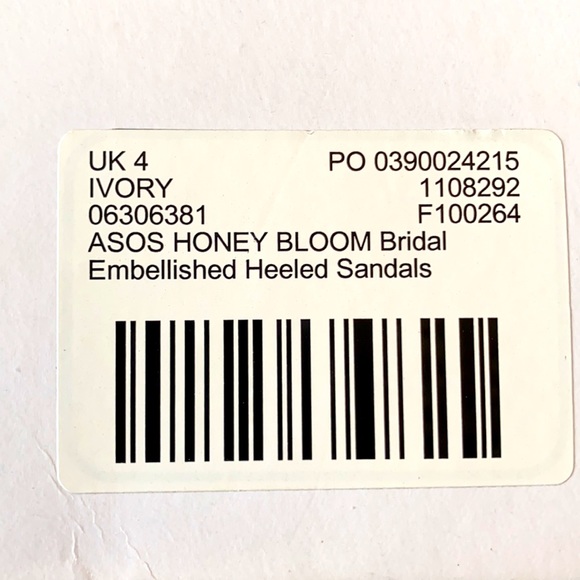 UK 4 PO 0390024215
IVORY 1108292
06306381 F100264
ASOS HONEY BLOOM Bridal
Embellished Heeled Sandals